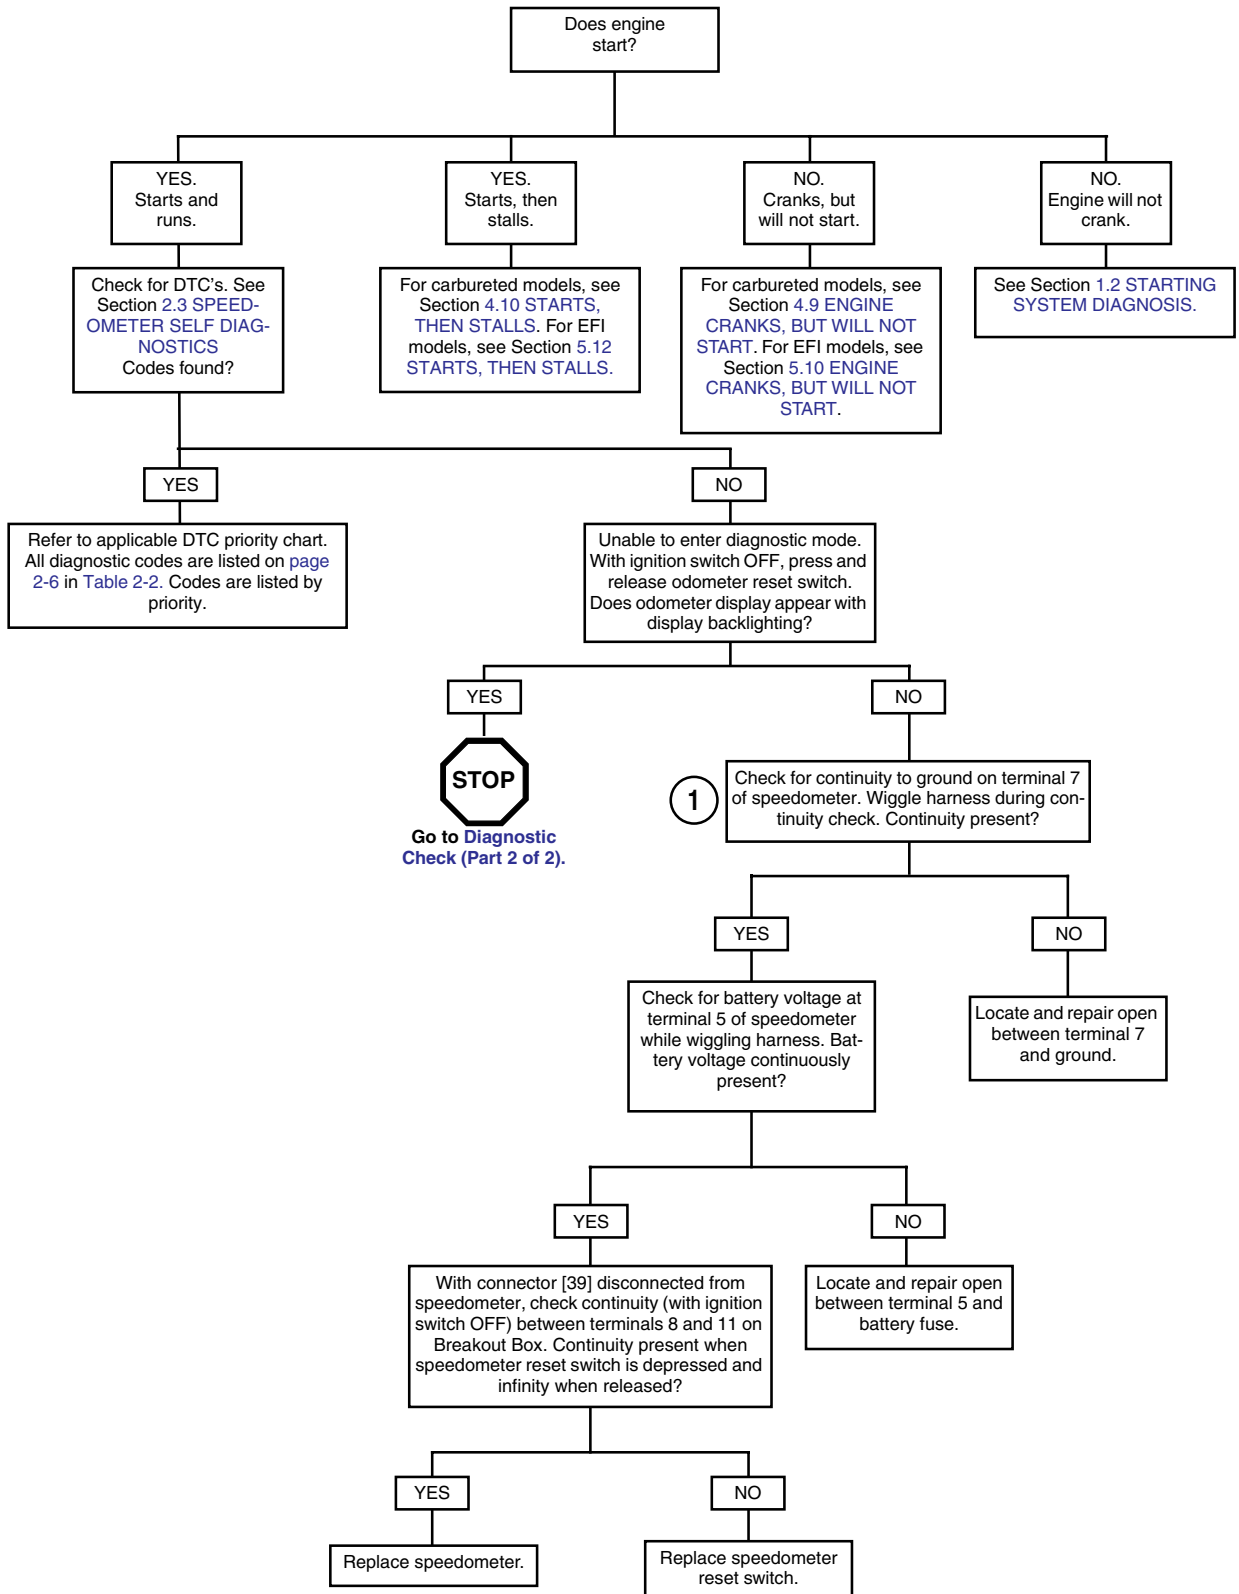 Does engine
start?
YES.
Starts and
runs.
YES.
Starts, then
stalls.
NO.
Cranks, but
will not start.
NO.
Engine will not
crank.
Check for DTC's. See
Section 2.3 SPEED-
OMETER SELF DIAG-
NOSTICS
Codes found?
For carbureted models, see
Section 4.10 STARTS,
THEN STALLS. For EFI
models, see Section 5.12
STARTS, THEN STALLS.
For carbureted models, see
Section 4.9 ENGINE
CRANKS, BUT WILL NOT
START. For EFI models, see
Section 5.10 ENGINE
CRANKS, BUT WILL NOT
START.
See Section 1.2 STARTING
SYSTEM DIAGNOSIS.
YES
NO
Refer to applicable DTC priority chart.
All diagnostic codes are listed on page
2-6 in Table 2-2. Codes are listed by
priority.
Unable to enter diagnostic mode.
With ignition switch OFF, press and
release odometer reset switch.
Does odometer display appear with
display backlighting?
YES
NO
STOP
Go to Diagnostic
Check (Part 2 of 2).
1
Check for continuity to ground on terminal 7
of speedometer. Wiggle harness during con-
tinuity check. Continuity present?
YES
NO
Check for battery voltage at
terminal 5 of speedometer
while wiggling harness. Bat-
tery voltage continuously
present?
Locate and repair open
between terminal 7
and ground.
YES
NO
With connector [39] disconnected from
speedometer, check continuity (with ignition
switch OFF) between terminals 8 and 11 on
Breakout Box. Continuity present when
speedometer reset switch is depressed and
infinity when released?
Locate and repair open
between terminal 5 and
battery fuse.
YES
NO
Replace speedometer.
Replace speedometer
reset switch.